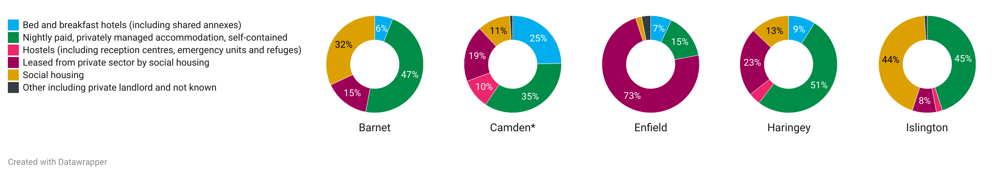 Bed and breakfast hotels (including shared annexes)
Nightly paid, privately managed accommodation, self-contained
Hostels (including reception centres, emergency units and refuges)
Leased from private sector by social housing
Social housing
Other including private landlord and not known
6%
47%
15%
32%
Barnet
25%
35%
10%
19%
11%
Camden*
7%
15%
73%
Enfield
9%
51%
23%
13%
Haringey
45%
8%
44%
Islington
Created with Datawrapper